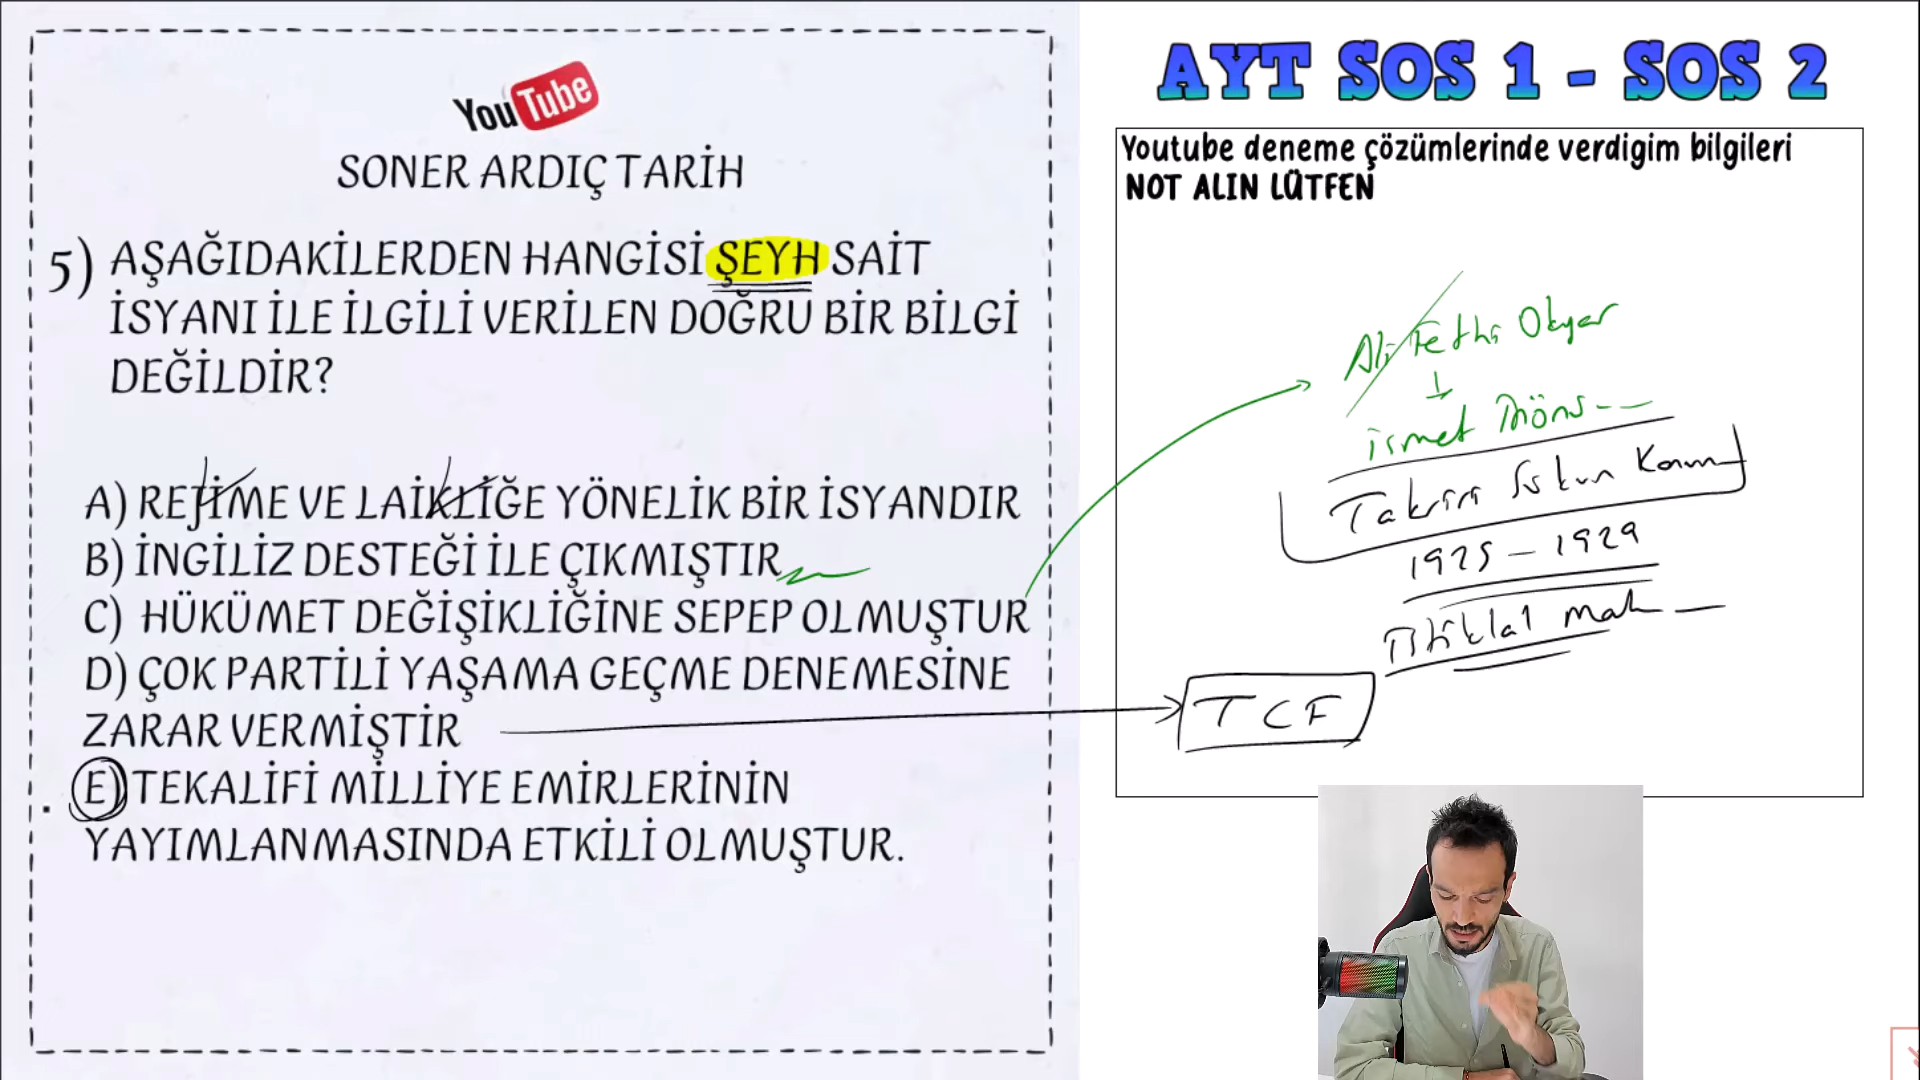 YouTube
SONER ARDIÇ TARİH
5) AŞAĞIDAKİLERDEN HANGİSİ ŞEYH SAİT
İSYANI İLE İLGİLİ VERİLEN DOĞRU BİR BİLGİ
DEĞİLDİR?
A) REJİME VE LAİKLİĞE YÖNELİK BİR İSYANDIR
B) İNGİLİZ DESTEĞİ İLE ÇIKMIŞTIR
C) HÜKÜMET DEĞİŞİKLİĞİNE SEPEP OLMUŞTUR
D) ÇOK PARTİLİ YAŞAMA GEÇME DENEMESİNE
ZARAR VERMİŞTİR
E) TEKALİFİ MİLLİYE EMİRLERİNİN
YAYIMLANMASINDA ETKİLİ OLMUŞTUR.
AYT SOS 1 - SOS 2
Youtube deneme çözümlerinde verdigim bilgileri
NOT ALIN LÜTFEN
Ali Fethi Okyar
İsmet
Takriri Sükun Kanun
1925 - 1929
İstiklal Mah
TCF